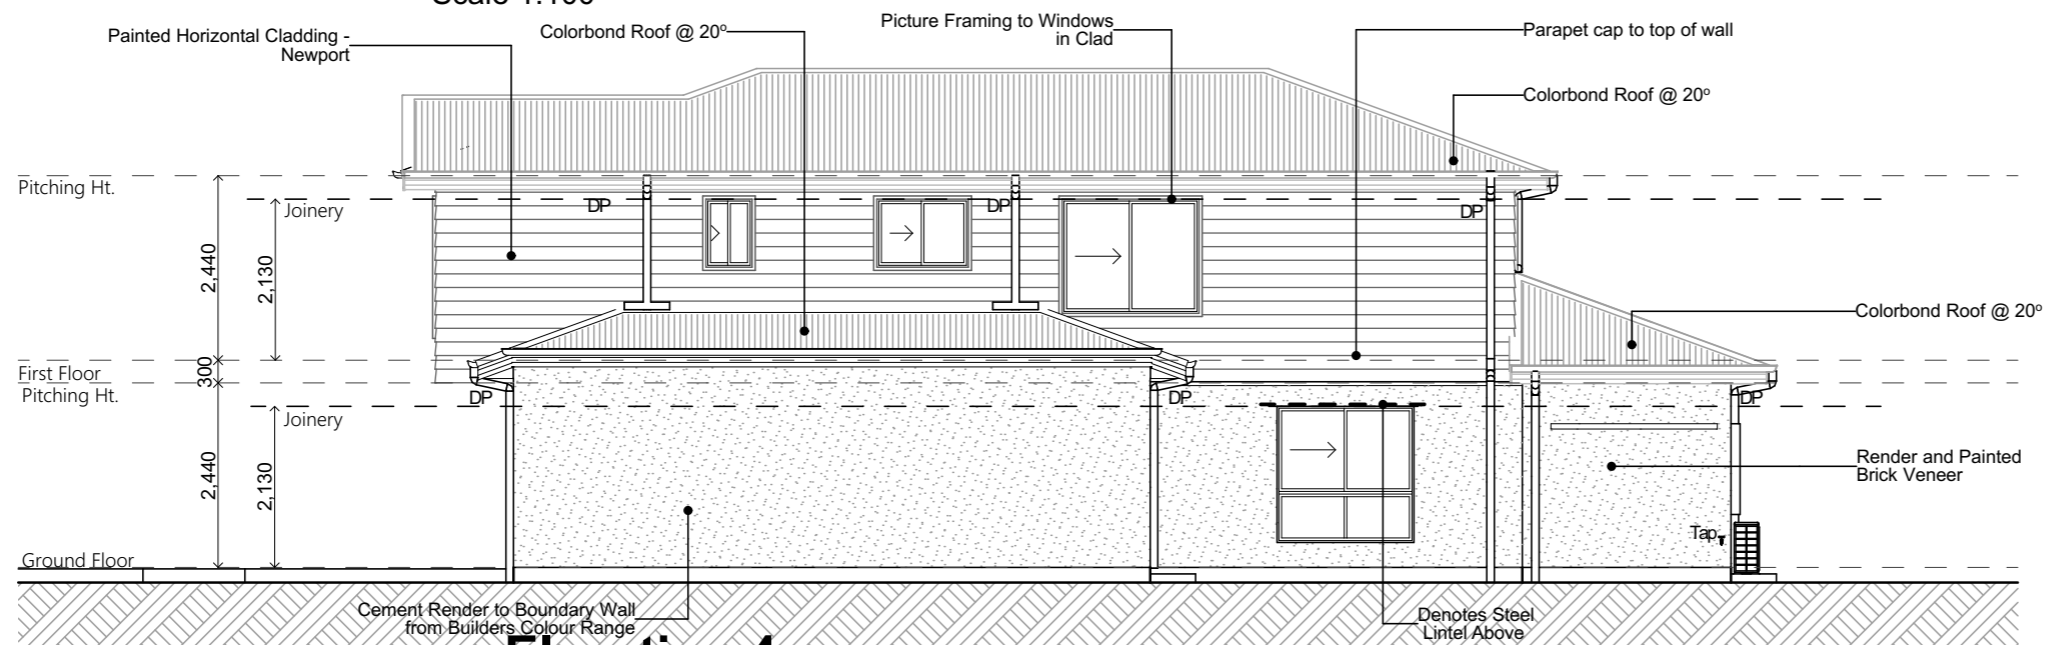 Scale 1:100
Painted Horizontal Cladding -
Newport
Colorbond Roof @ 20º
Picture Framing to Windows
in Clad
Parapet cap to top of wall
Colorbond Roof @ 20º
Pitching Ht.
Joinery
DP
DP
DP
2,440
2,130
Colorbond Roof @ 20º
300
First Floor
Pitching Ht.
DP
DP
DP
Joinery
2,440
2,130
Render and Painted
Brick Veneer
Tap
Ground Floor
Cement Render to Boundary Wall
from Builders Colour Range
Denotes Steel
Lintel Above